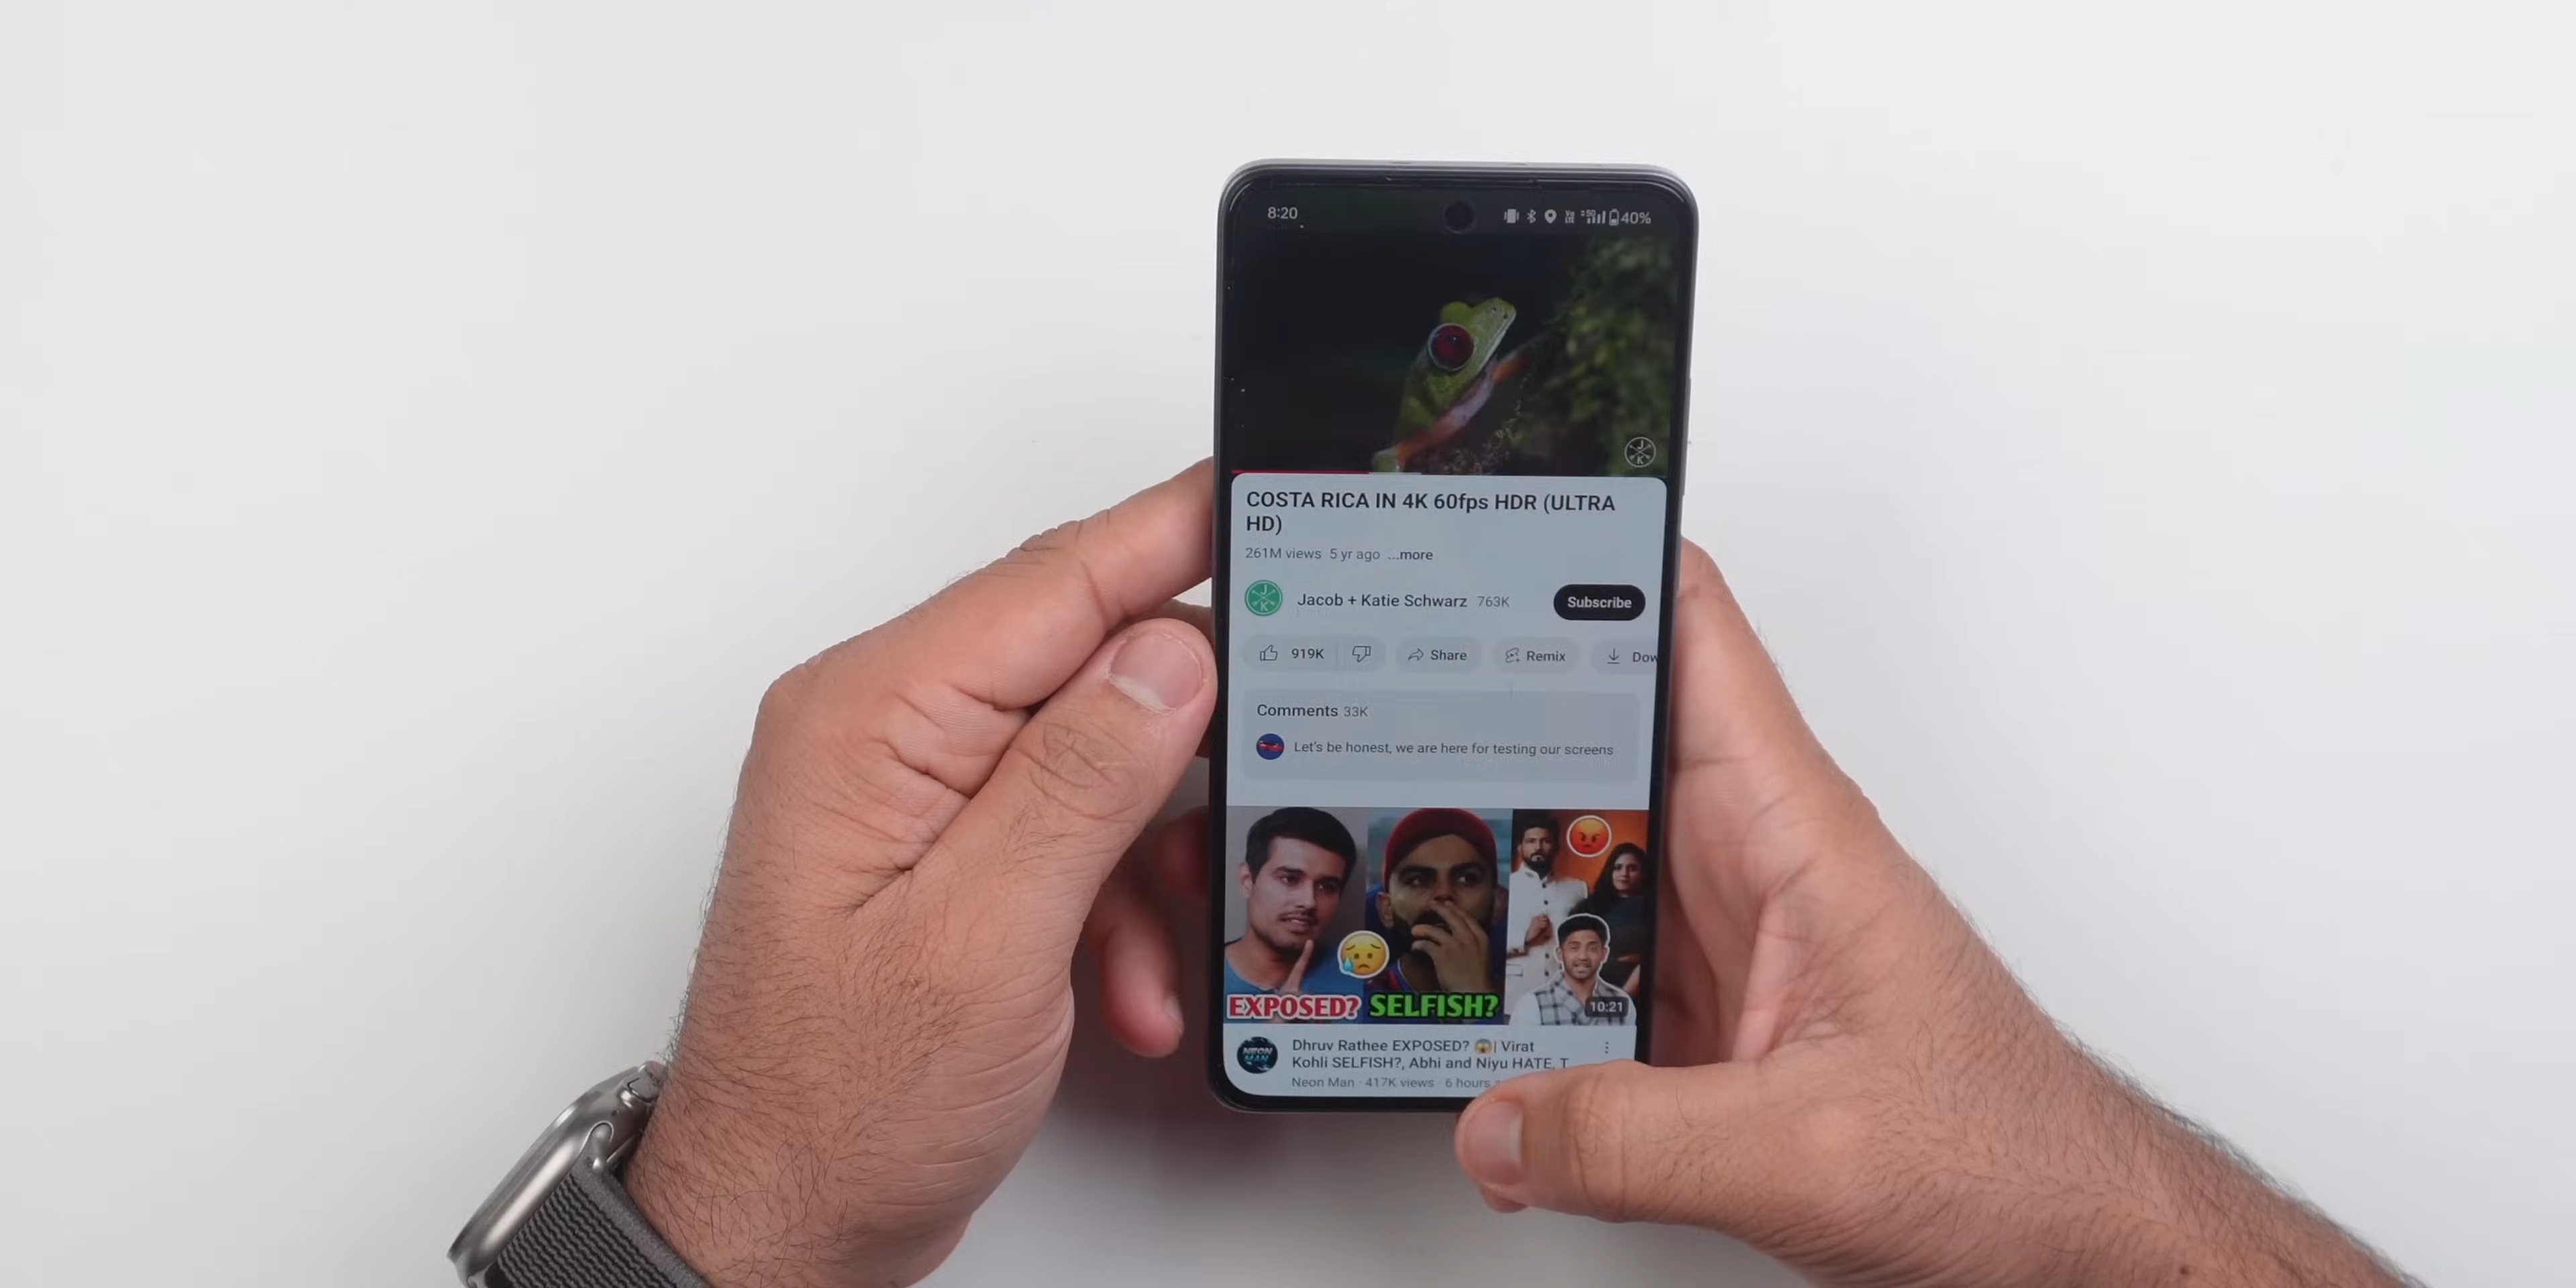 8:20
40%
COSTA RICA IN 4K 60fps HDR (ULTRA
HD)
261M views 5 yr ago ...more
Jacob + Katie Schwarz 763K
Subscribe
919K
Share
Remix
Dow
Comments 33K
Let's be honest, we are here for testing our screens
EXPOSED? SELFISH?
10:21
NEON
MAN
Dhruv Rathee EXPOSED? 😱| Virat
Kohli SELFISH?, Abhi and Niyu HATE, T
Neon Man · 417K views · 6 hours